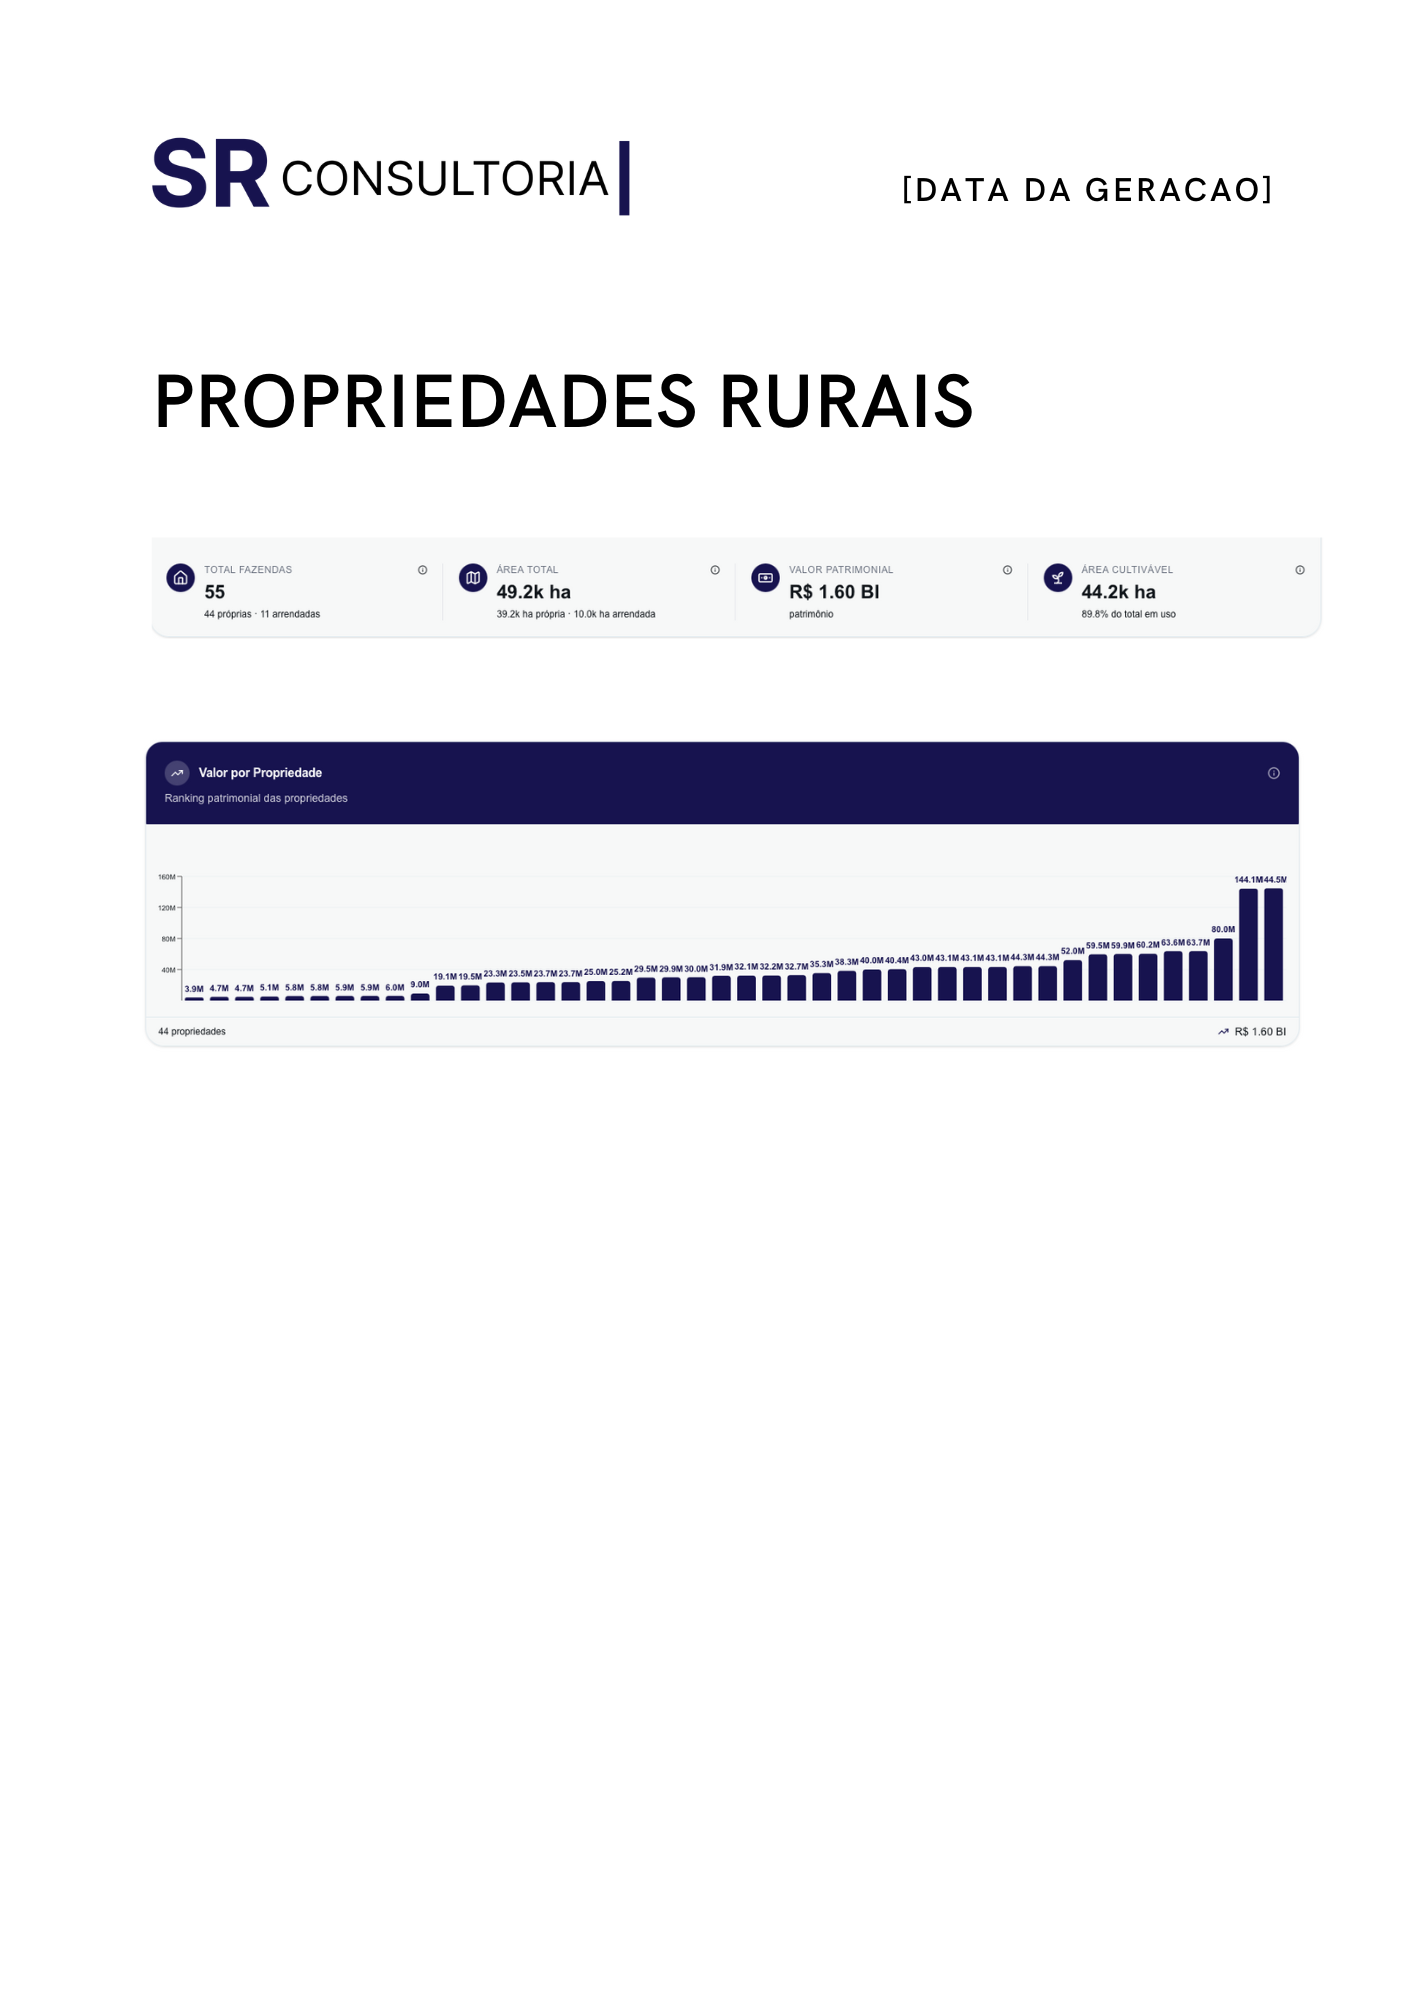 SR CONSULTORIA
[DATA DA GERACAO]
PROPRIEDADES RURAIS
TOTAL FAZENDAS
55
44 próprias · 11 arrendadas
ÁREA TOTAL
49.2k ha
39.2k ha própria · 10.0k ha arrendada
VALOR PATRIMONIAL
R$ 1.60 BI
patrimônio
ÁREA CULTIVÁVEL
44.2k ha
89.8% do total em uso
Valor por Propriedade
Ranking patrimonial das propriedades
160M
120M
80M
40M
3.9M 4.7M 4.7M 5.1M 5.8M 5.8M 5.9M 5.9M 6.0M 9.0M 19.1M 19.5M 23.3M 23.5M 23.7M 23.7M 25.0M 25.2M 29.5M 29.9M 30.0M 31.9M 32.1M 32.2M 32.7M 35.3M 38.3M 40.0M 40.4M 43.0M 43.1M 43.1M 43.1M 44.3M 44.3M 52.0M 59.5M 59.9M 60.2M 63.6M 63.7M 80.0M 144.1M 44.5M
44 propriedades
R$ 1.60 BI